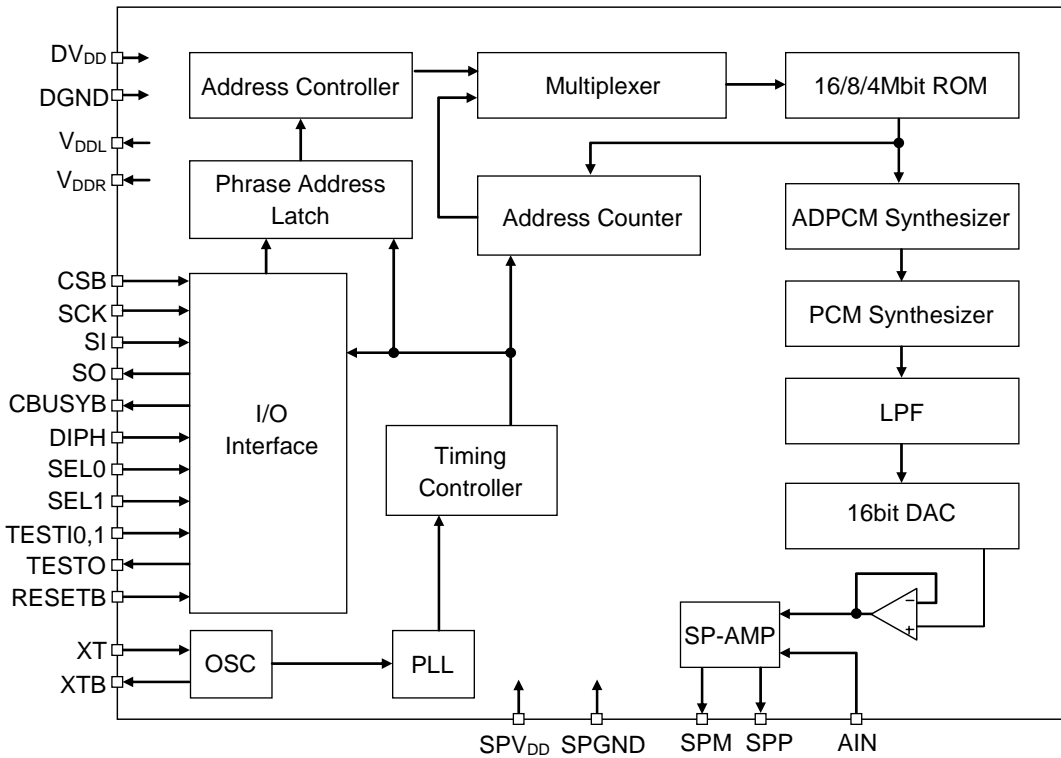 DVDD
DGND
VDDL
VDDR
CSB
SCK
SI
SO
CBUSYB
DIPH
SEL0
SEL1
TESTI0,1
TESTO
RESETB
XT
XTB
Address Controller
Multiplexer
16/8/4Mbit ROM
Phrase Address
Latch
Address Counter
ADPCM Synthesizer
PCM Synthesizer
I/O
Interface
LPF
Timing
Controller
16bit DAC
−
+
SP-AMP
OSC
PLL
SPVDD
SPGND
SPM
SPP
AIN